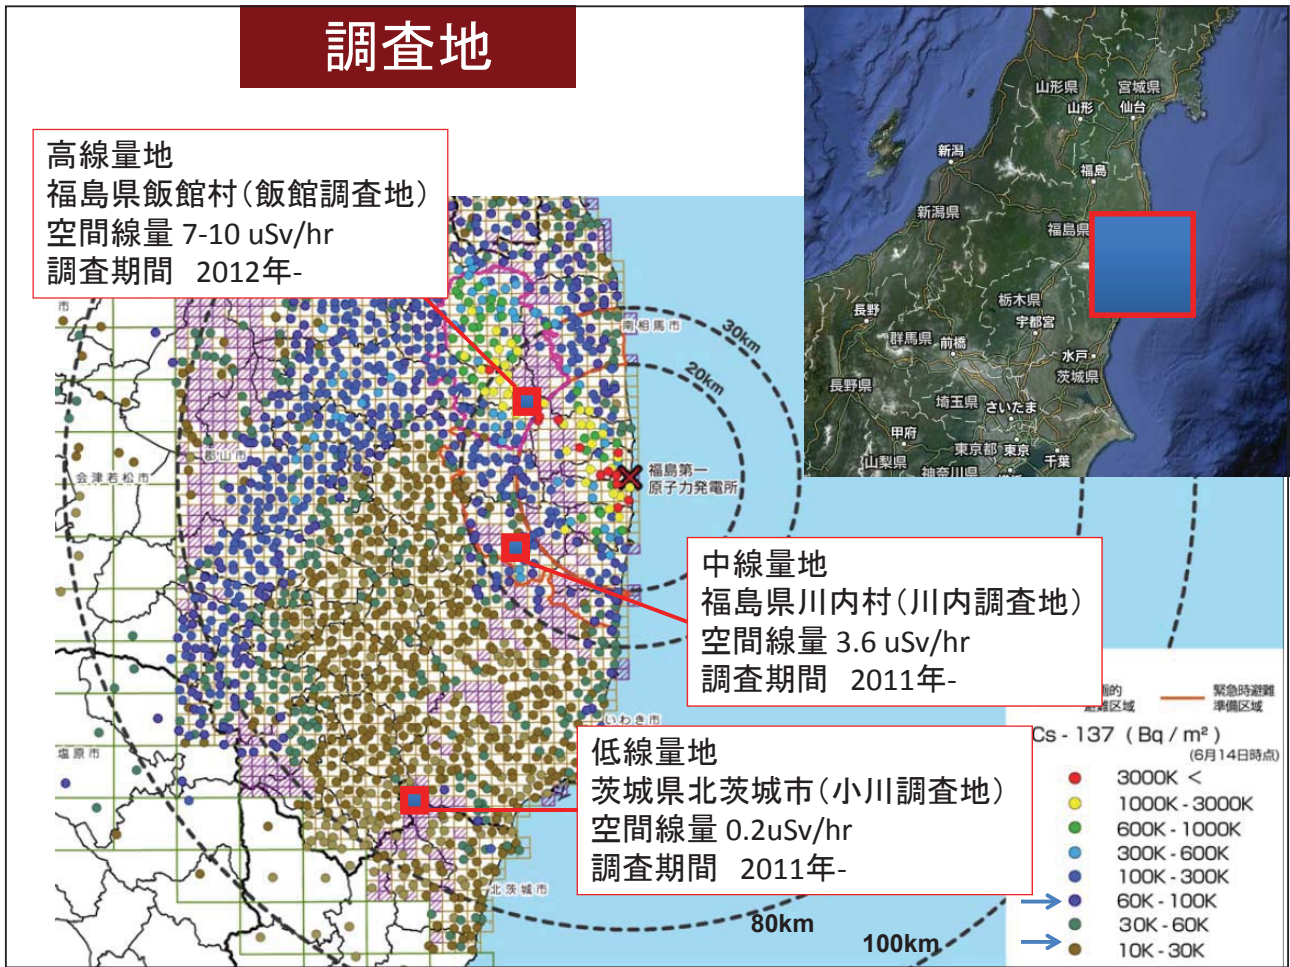 調査地
高線量地
福島県飯館村（飯館調査地）
空間線量 7-10 uSv/hr
調査期間 2012年-
山形県
宮城県
山形
仙台
新潟
福島
新潟県
福島県
栃木県
長野
宇都宮
群馬県
前橋
水戸
茨城県
長野県
埼玉県
さいたま
甲府
東京都
東京
千葉
山梨県
神奈川県
市
南相馬市
30km
20km
郡山市
会津若松市
福島第一
原子力発電所
中線量地
福島県川内村（川内調査地）
空間線量 3.6 uSv/hr
調査期間 2011年-
いわき市
塩原市
低線量地
茨城県北茨城市（小川調査地）
空間線量 0.2uSv/hr
調査期間 2011年-
北茨城市
80km
100km
画的
避難区域
緊急時避難
準備区域
Cs - 137 ( Bq / m² )
(6月14日時点)
3000K <
1000K - 3000K
600K - 1000K
300K - 600K
100K - 300K
60K - 100K
30K - 60K
10K - 30K